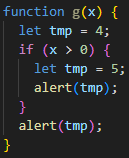 function g(x) {
  let tmp = 4;
  if (x > 0) {
    let tmp = 5;
    alert(tmp);
  }
  alert(tmp);
}